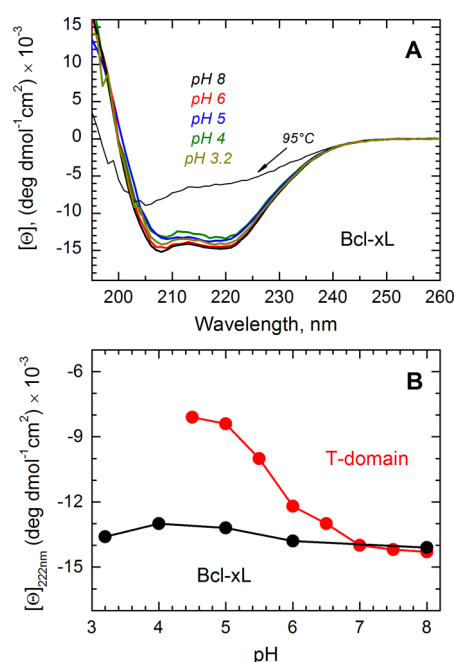 A
[Θ], (deg dmol⁻¹cm²) × 10⁻³
15
10
5
0
-5
-10
-15
pH 8
pH 6
pH 5
pH 4
pH 3.2
95°C
Bcl-xL
200 210 220 230 240 250 260
Wavelength, nm
B
[Θ]222nm (deg dmol⁻¹cm²) × 10⁻³
-6
-9
-12
-15
T-domain
Bcl-xL
3 4 5 6 7 8
pH